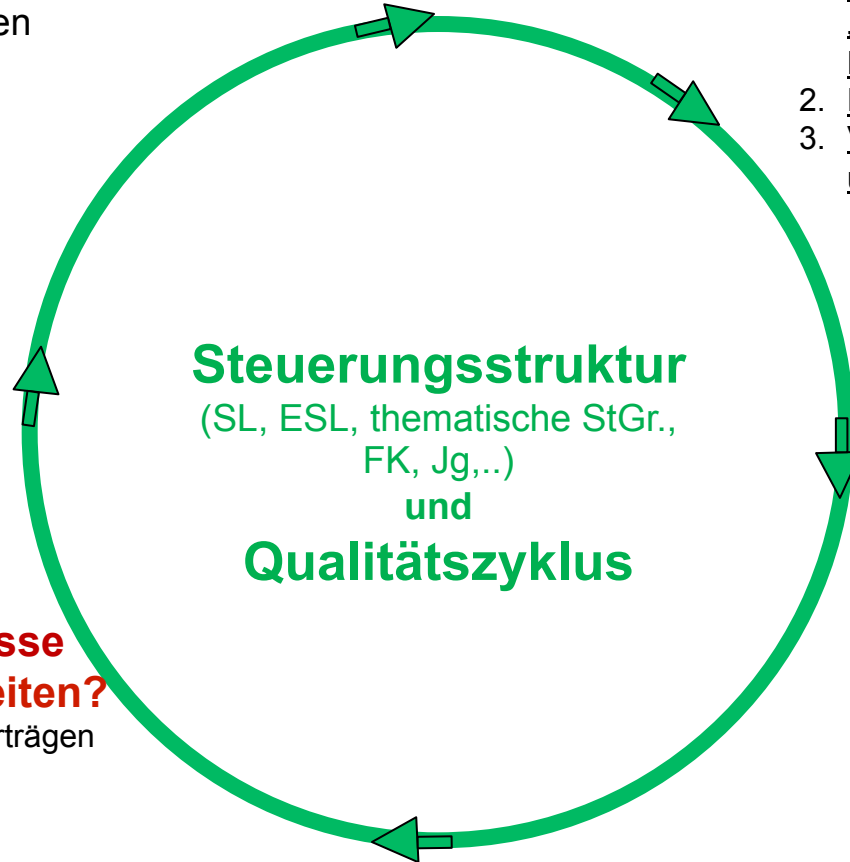 en
2.
3.
Steuerungsstruktur
(SL, ESL, thematische StGr.,
FK, Jg,..)
und
Qualitätszyklus
sse
eiten?
rträgen